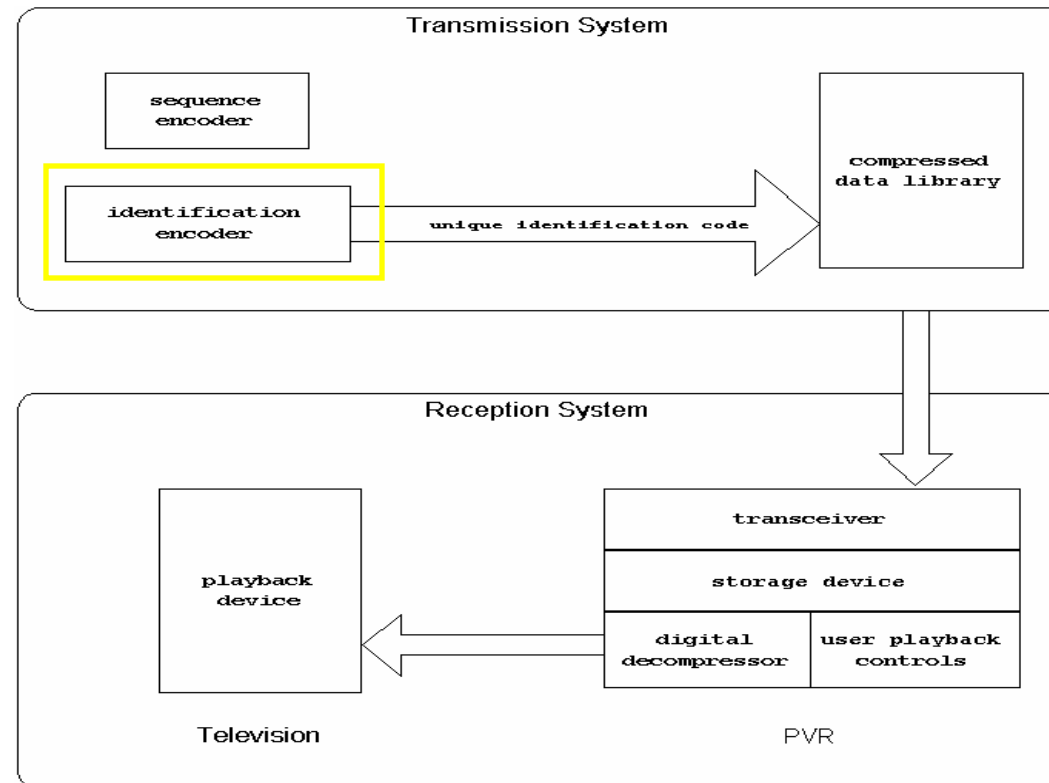 Transmission System
sequence
encoder
compressed
data library
identification
encoder
unique identification code
Reception System
transceiver
playback
device
storage device
digital
decompressor
user playback
controls
Television
PVR